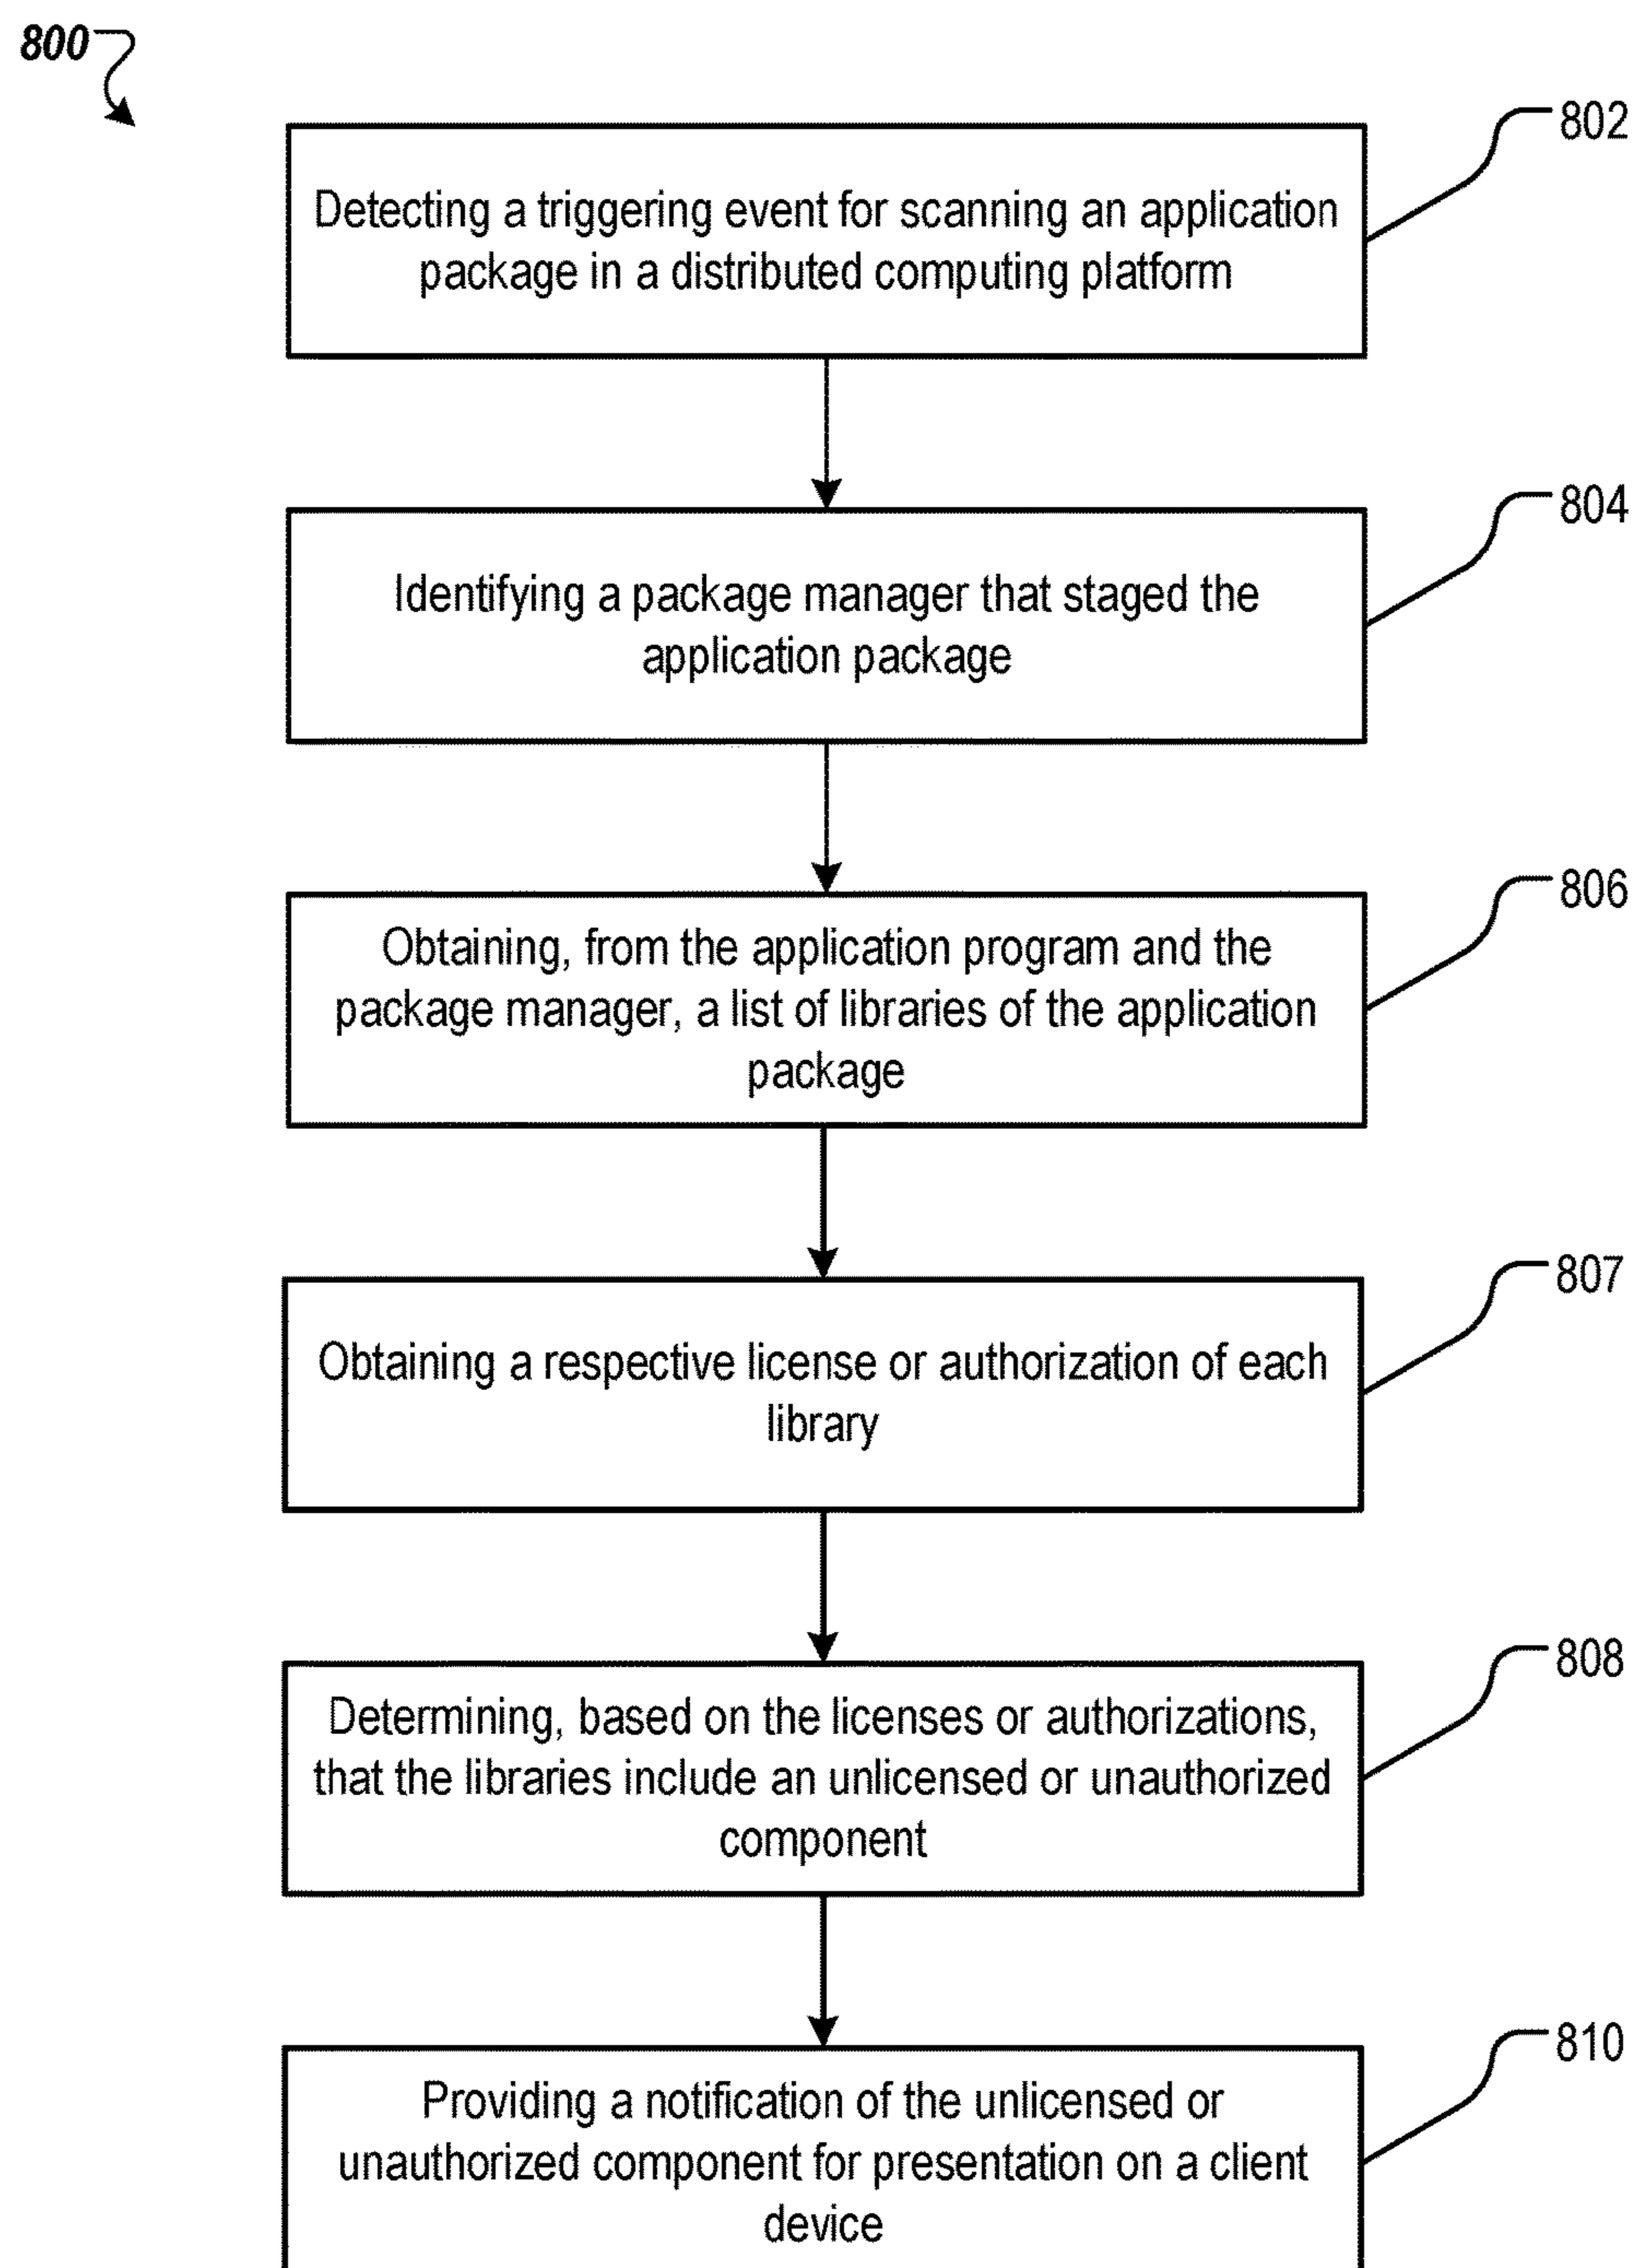 800
802
Detecting a triggering event for scanning an application
package in a distributed computing platform
804
Identifying a package manager that staged the
application package
806
Obtaining, from the application program and the
package manager, a list of libraries of the application
package
807
Obtaining a respective license or authorization of each
library
808
Determining, based on the licenses or authorizations,
that the libraries include an unlicensed or unauthorized
component
810
Providing a notification of the unlicensed or
unauthorized component for presentation on a client
device